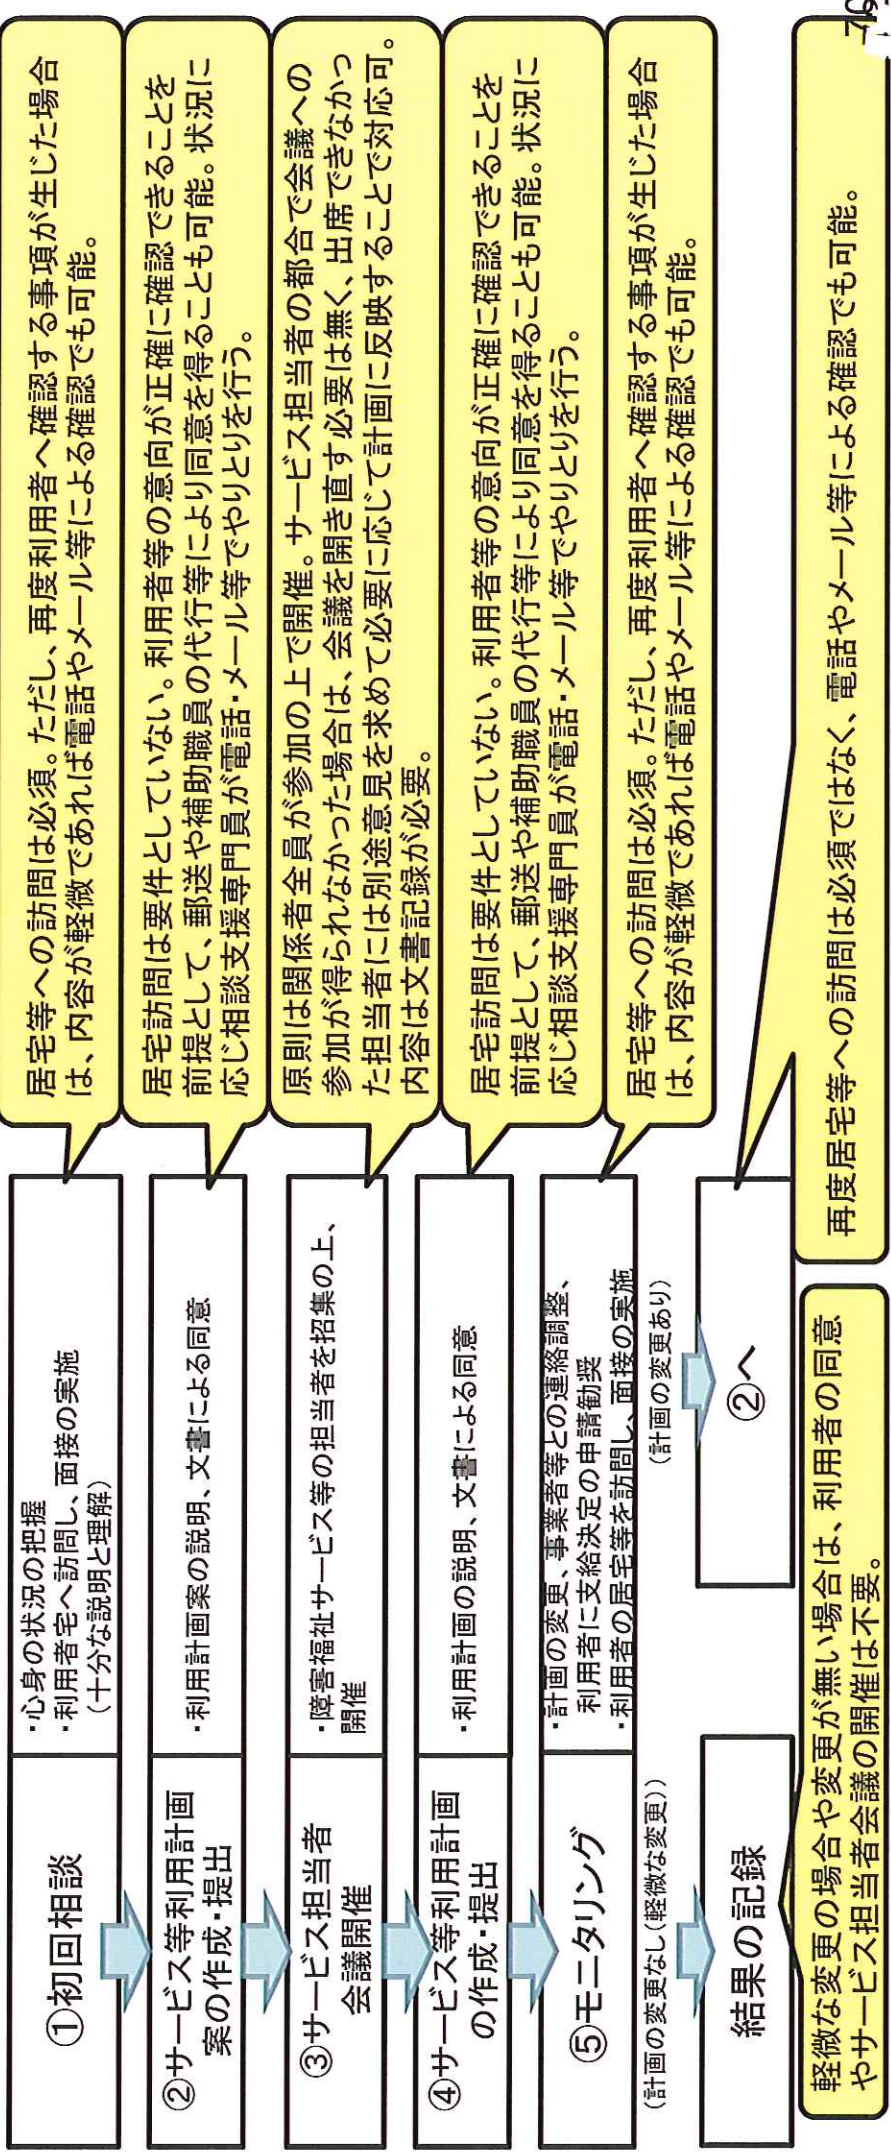 ①初回相談
・心身の状況の把握
・利用者宅へ訪問し、面接の実施
(十分な説明と理解)
居宅等への訪問は必須。ただし、再度利用者へ確認する事項が生じた場合
は、内容が軽微であれば電話やメール等による確認でも可能。
②サービス等利用計画
案の作成・提出
・利用計画案の説明、文書による同意
居宅訪問は要件としていない。利用者等の意向が正確に確認できることを
前提として、郵送や補助職員の代行等により同意を得ることも可能。状況に
応じ相談支援専門員が電話・メール等でやりとりを行う。
③サービス担当者
会議開催
・障害福祉サービス等の担当者を招集の上、
開催
原則は関係者全員が参加の上で開催。サービス担当者の都合で会議への
参加が得られなかった場合は、会議を開き直す必要は無く、出席できなかっ
た担当者には別途意見を求めて必要に応じて計画に反映することで対応可。
内容は文書記録が必要。
④サービス等利用計画
の作成・提出
・利用計画の説明、文書による同意
居宅訪問は要件としていない。利用者等の意向が正確に確認できることを
前提として、郵送や補助職員の代行等により同意を得ることも可能。状況に
応じ相談支援専門員が電話・メール等でやりとりを行う。
⑤モニタリング
・計画の変更、事業者等との連絡調整、
利用者に支給決定の申請勧奨
・利用者の居宅等を訪問し、面接の実施
居宅等への訪問は必須。ただし、再度利用者へ確認する事項が生じた場合
は、内容が軽微であれば電話やメール等による確認でも可能。
(計画の変更なし(軽微な変更))
(計画の変更あり)
結果の記録
②へ
軽微な変更の場合や変更が無い場合は、利用者の同意
やサービス担当者会議の開催は不要。
再度居宅等への訪問は必須ではなく、電話やメール等による確認でも可能。